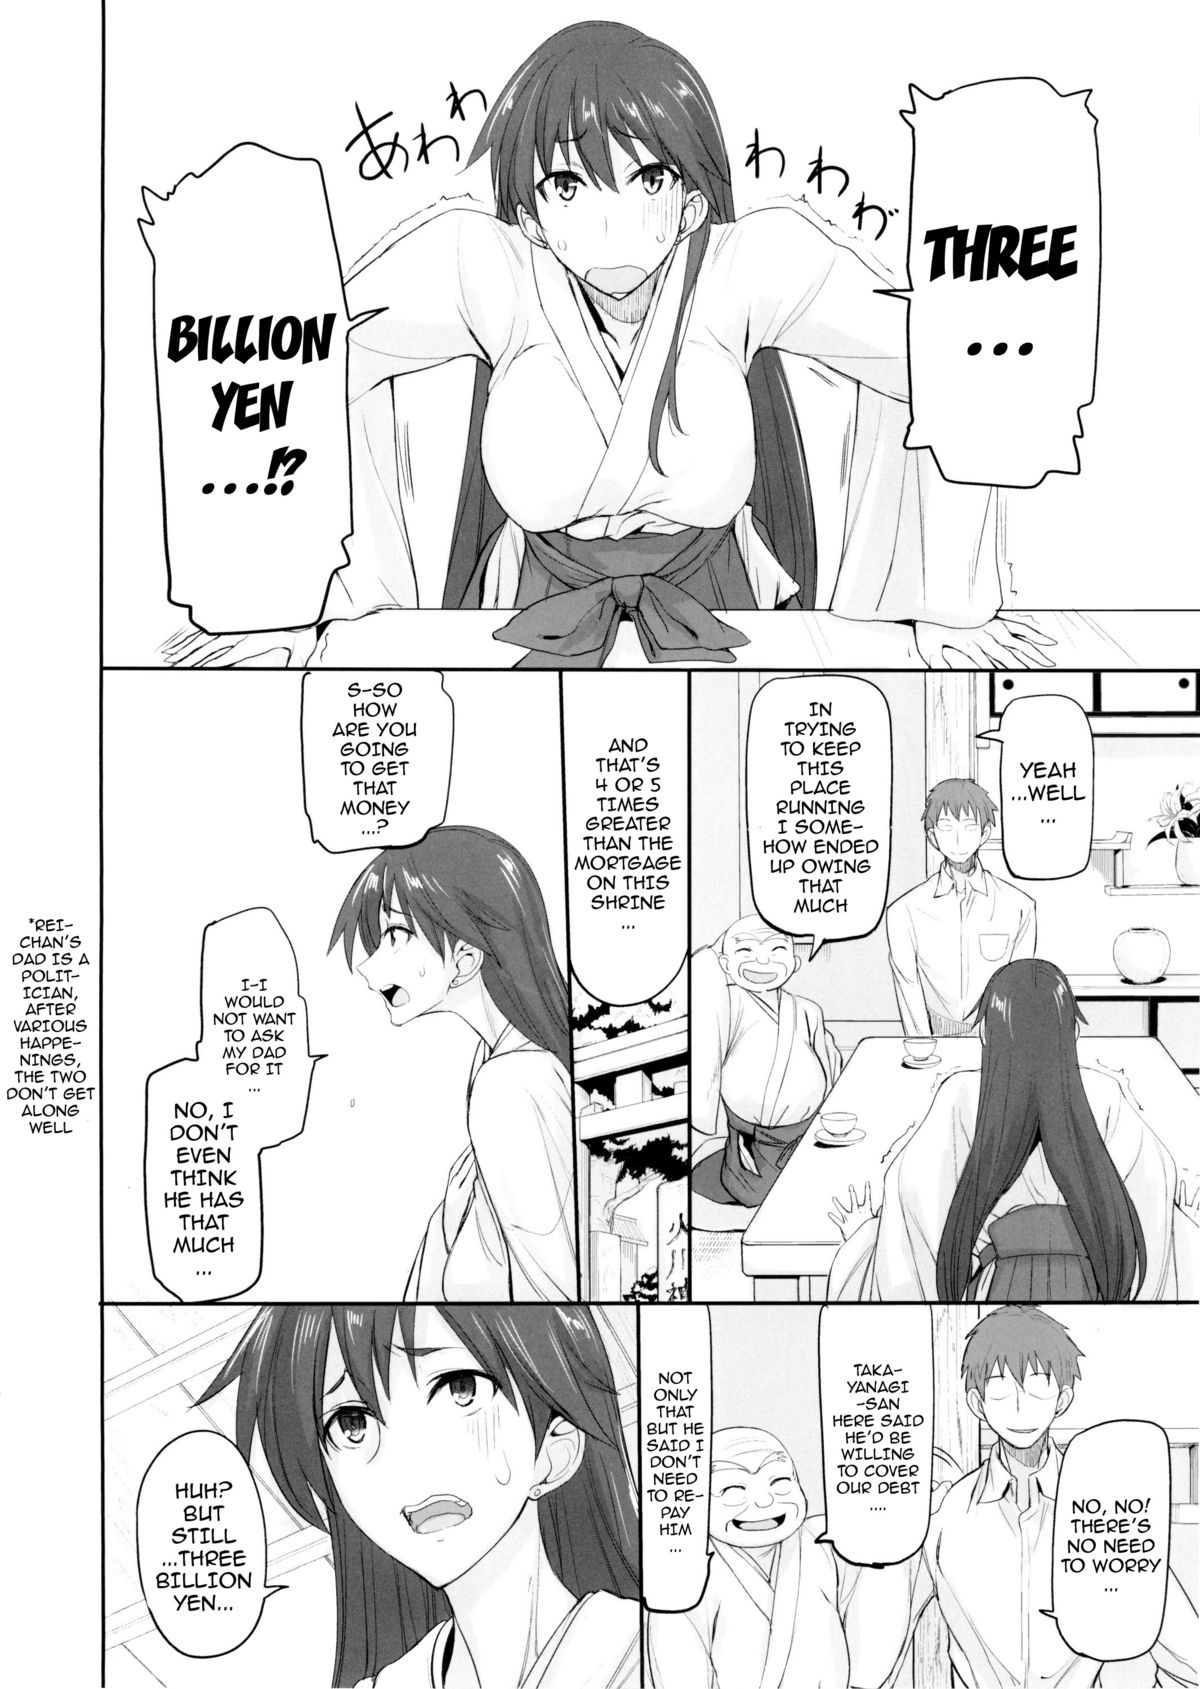 THREE
...
BILLION
YEN
...!?
わわわ゛
あわわ
YEAH
...WELL
...
IN
TRYING
TO KEEP
THIS
PLACE
RUNNING
I SOME-
HOW ENDED
UP OWING
THAT
MUCH
AND
THAT'S
4 OR 5
TIMES
GREATER
THAN THE
MORTGAGE
ON THIS
SHRINE
...
S-SO
HOW
ARE YOU
GOING
TO GET
THAT
MONEY
...?
I-I
WOULD
NOT WANT
TO ASK
MY DAD
FOR IT
...
NO, I
DON'T
EVEN
THINK
HE HAS
THAT
MUCH
...
*REI-
CHAN'S
DAD IS A
POLIT-
ICIAN,
AFTER
VARIOUS
HAPPE-
NINGS,
THE TWO
DON'T GET
ALONG
WELL
NO, NO!
THERE'S
NO NEED
TO WORRY
...
TAKA-
YANAGI
-SAN
HERE SAID
HE'D BE
WILLING
TO COVER
OUR DEBT
....
NOT
ONLY
THAT
BUT HE
SAID I
DON'T
NEED
TO RE-
PAY
HIM
...
HUH?
BUT
STILL
...THREE
BILLION
YEN...